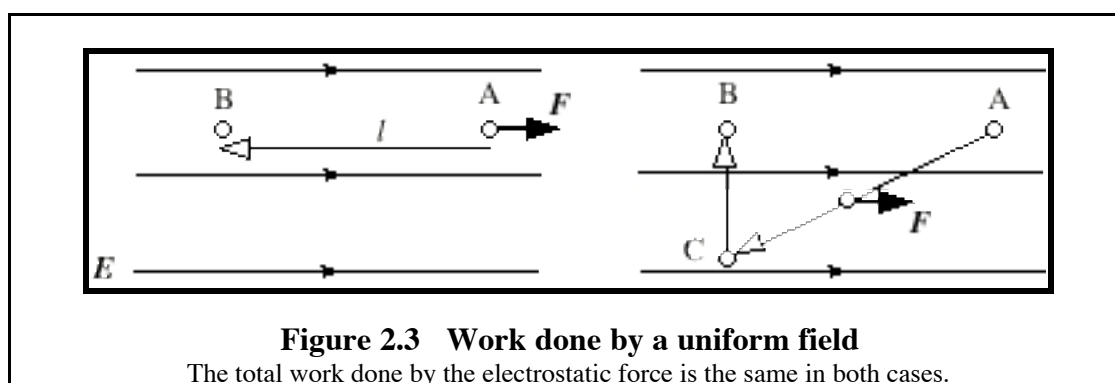 B A F B A
l
C F
E
Figure 2.3 Work done by a uniform field
The total work done by the electrostatic force is the same in both cases.